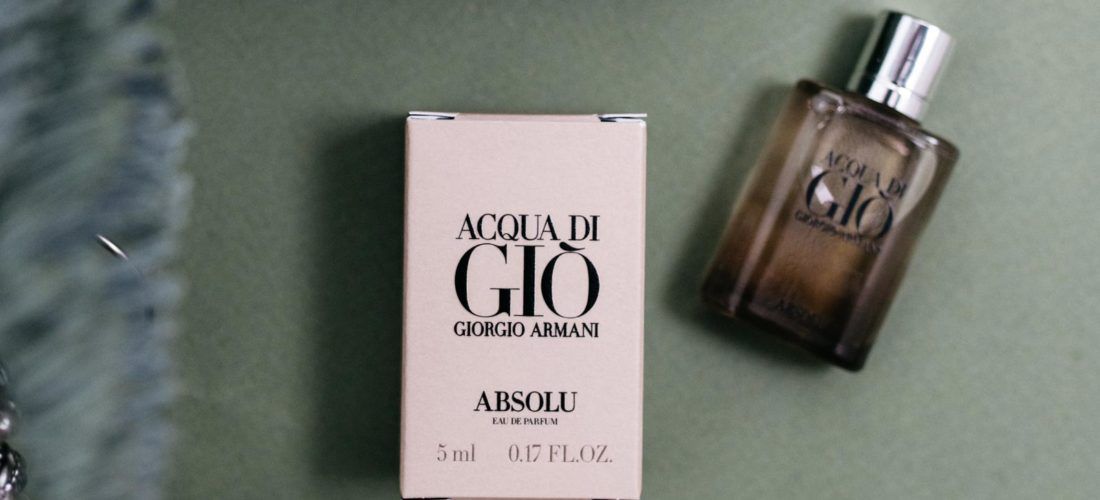 ACQUA DI
GIÒ
GIORGIO ARMANI
ABSOLU
EAU DE PARFUM
5 ml 0.17 FL.OZ.
ACQUA DI
GIÒ
GIORGIO ARMANI
ABSOLU